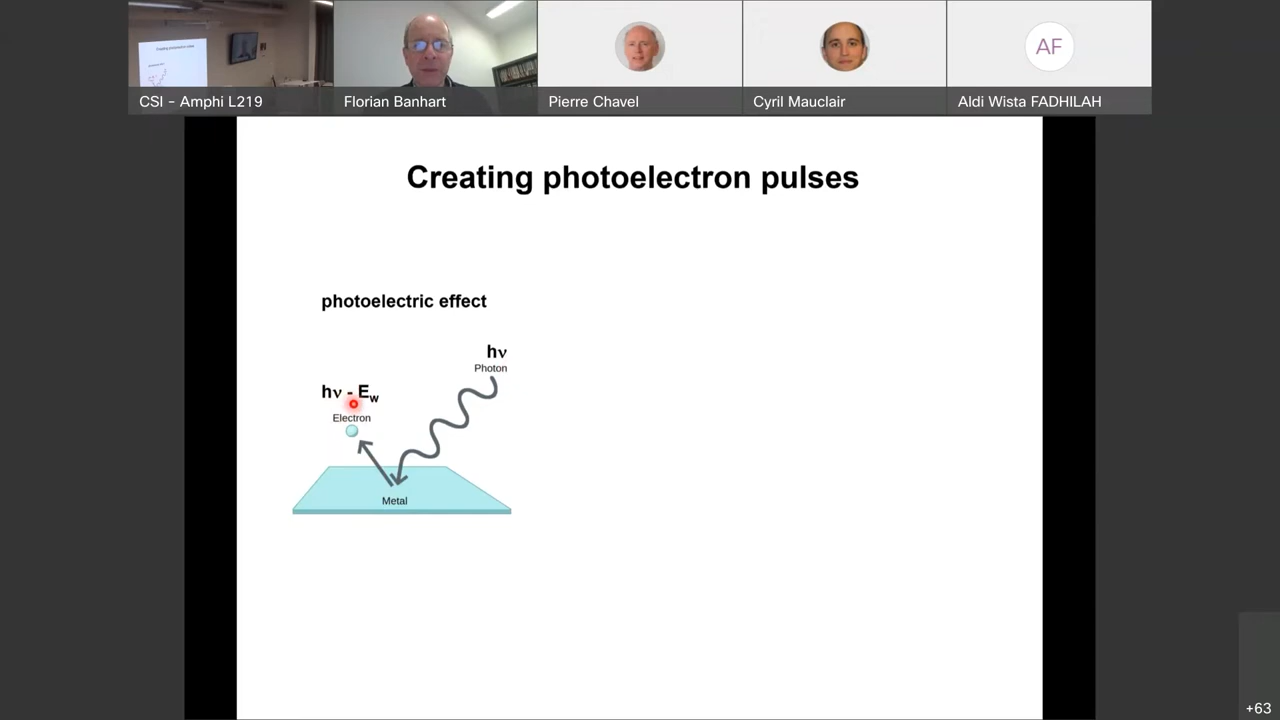 CSI - Amphi L219
Florian Banhart
Pierre Chavel
Cyril Mauclair
AF
Aldi Wista FADHILAH
Creating photoelectron pulses
photoelectric effect
hν
Photon
hν - Ew
Electron
Metal
+63